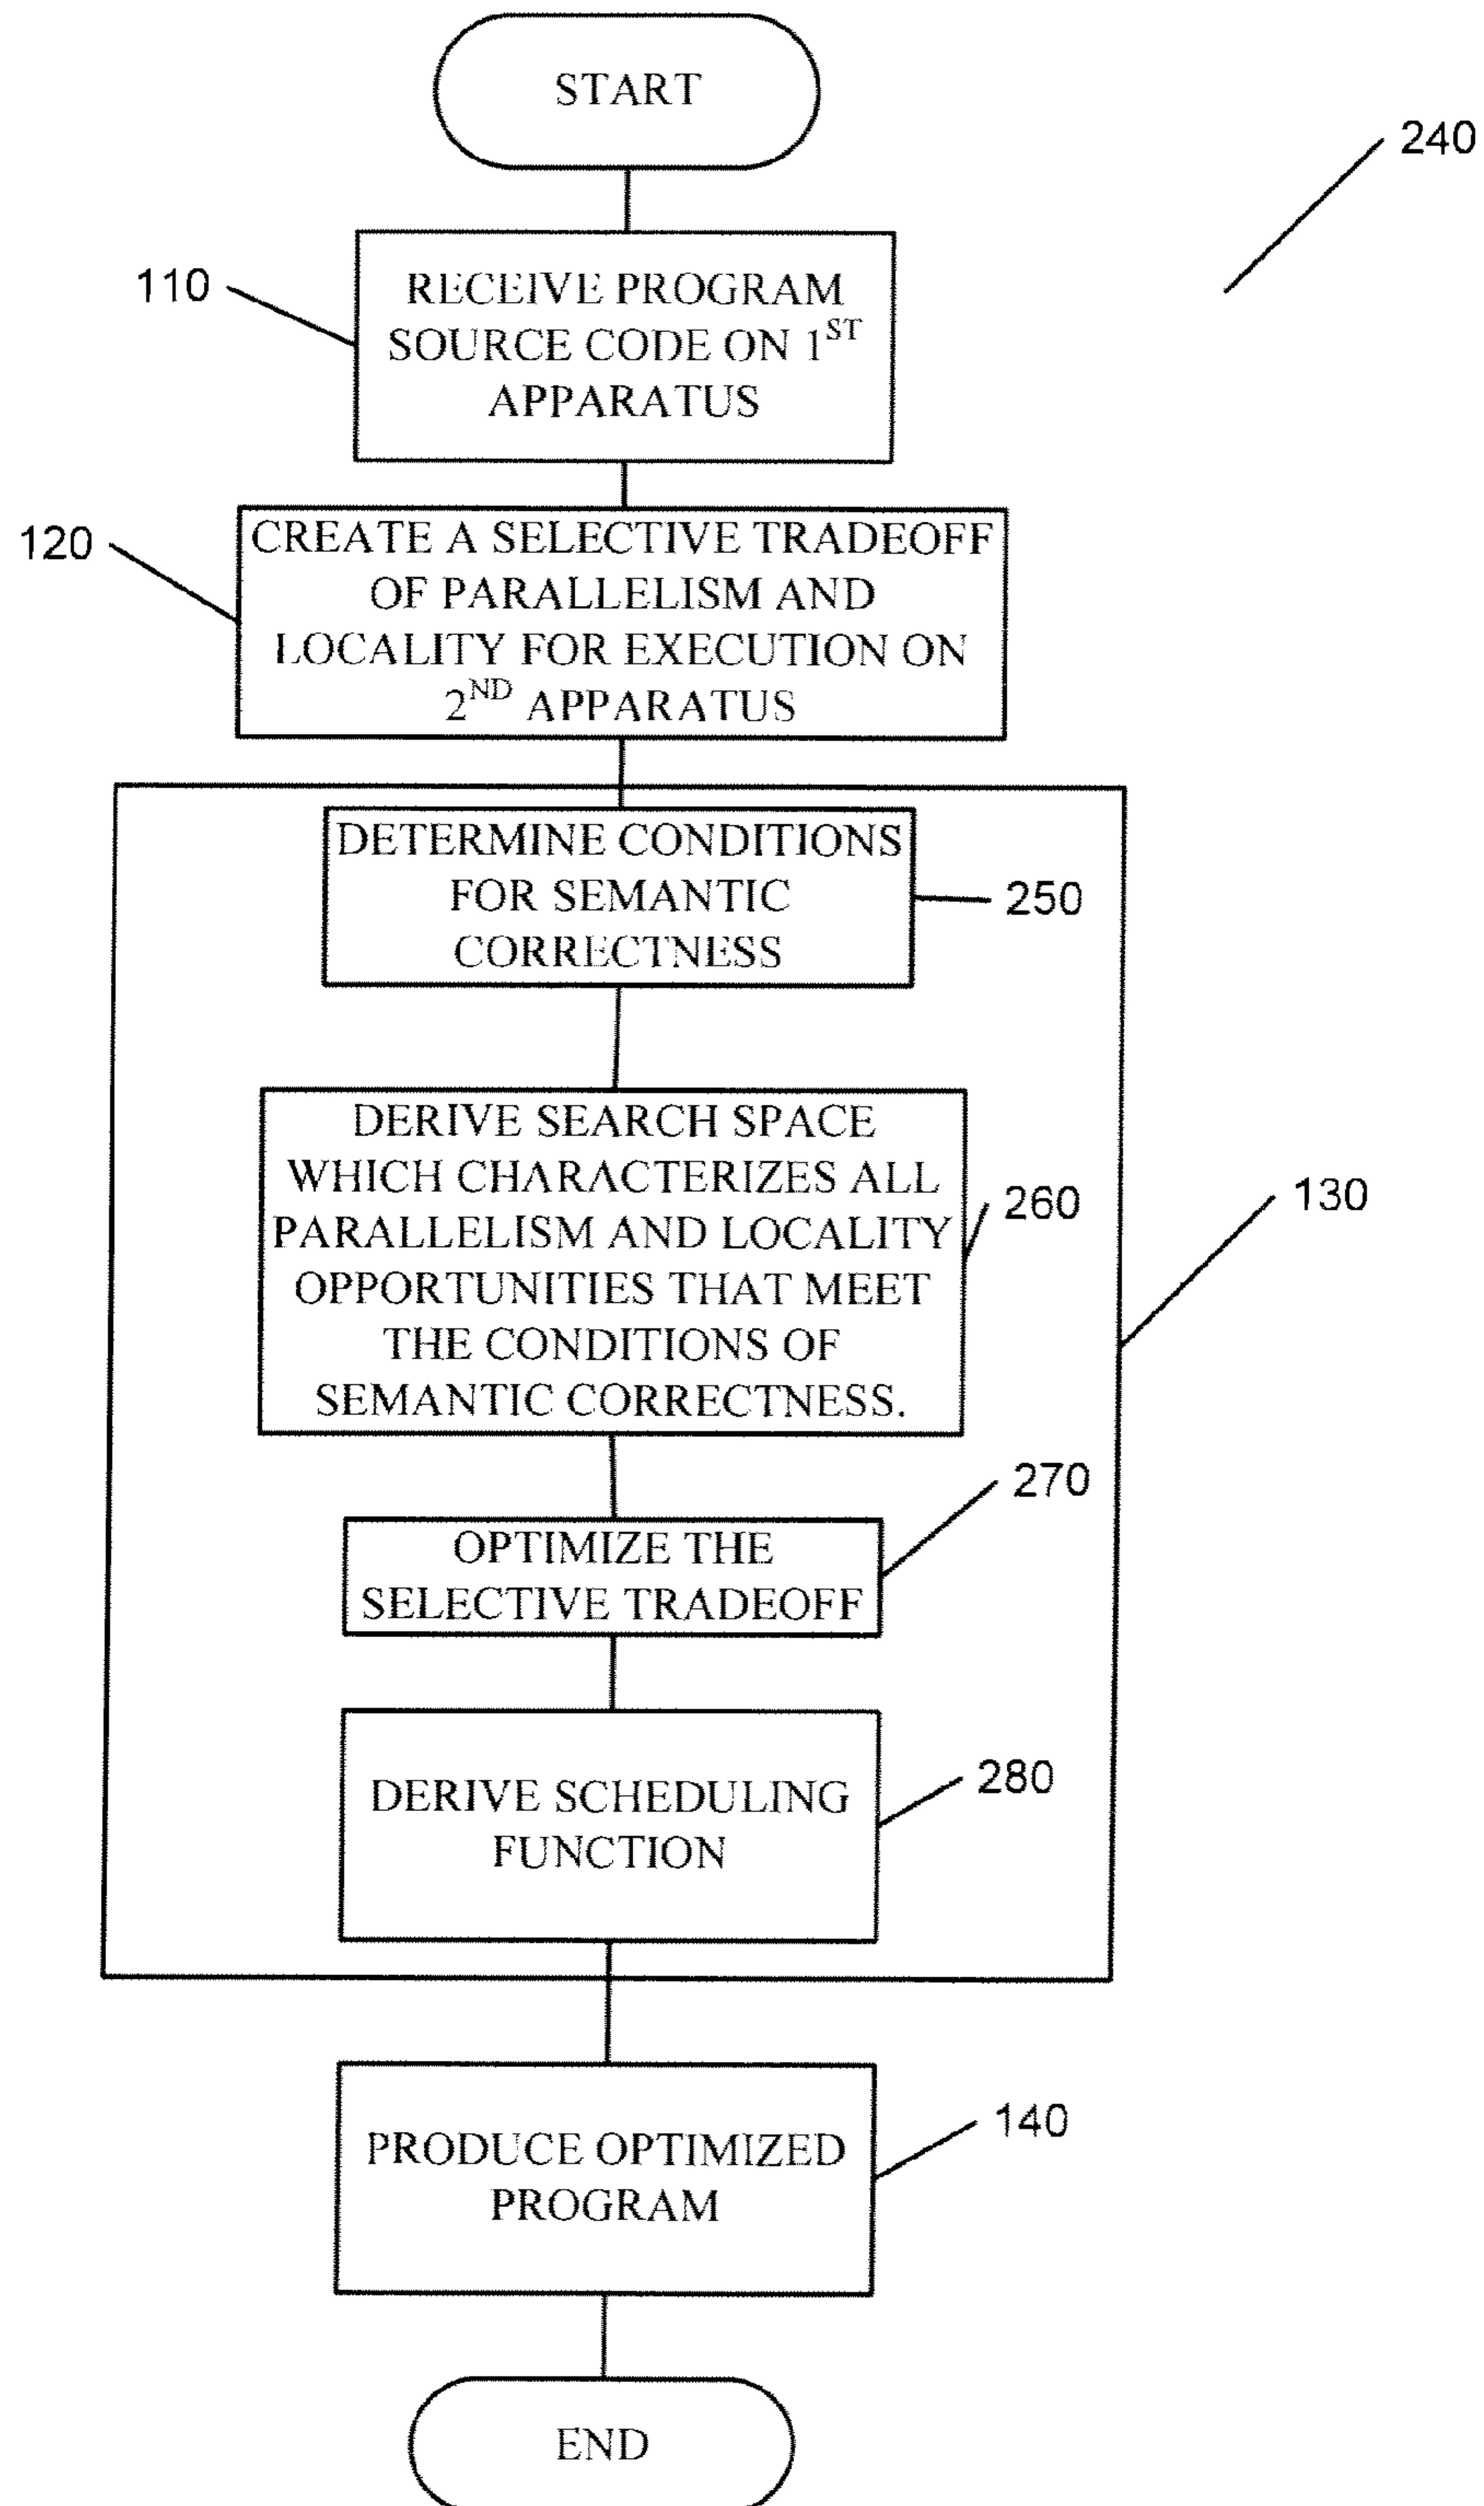 START
240
110
RECEIVE PROGRAM
SOURCE CODE ON 1ST
APPARATUS
120
CREATE A SELECTIVE TRADEOFF
OF PARALLELISM AND
LOCALITY FOR EXECUTION ON
2ND APPARATUS
DETERMINE CONDITIONS
FOR SEMANTIC
CORRECTNESS
250
DERIVE SEARCH SPACE
WHICH CHARACTERIZES ALL
PARALLELISM AND LOCALITY
OPPORTUNITIES THAT MEET
THE CONDITIONS OF
SEMANTIC CORRECTNESS.
260
130
270
OPTIMIZE THE
SELECTIVE TRADEOFF
DERIVE SCHEDULING
FUNCTION
280
PRODUCE OPTIMIZED
PROGRAM
140
END